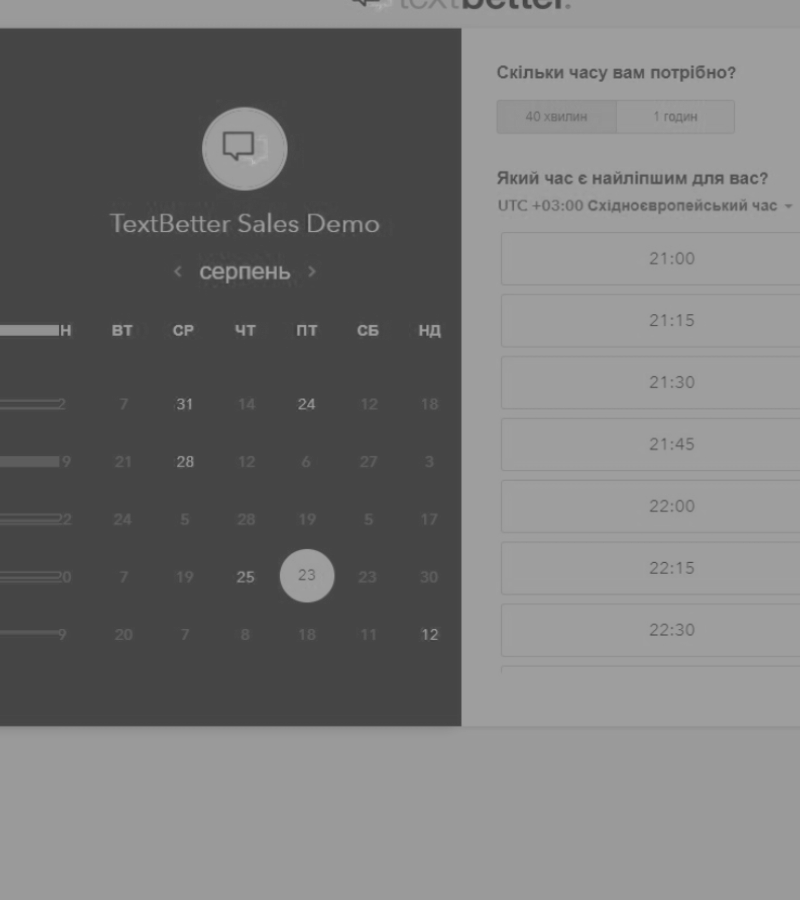 textbetter.
TextBetter Sales Demo
< серпень >
Н ВТ СР ЧТ ПТ СБ НД
2 7 31 14 24 12 18
9 21 28 12 6 27 3
2 24 5 28 19 5 17
0 7 19 25 23 23 30
9 20 7 8 18 11 12
Скільки часу вам потрібно?
40 хвилин 1 годин
Який час є найліпшим для вас?
UTC +03:00 Східноєвропейський час
21:00
21:15
21:30
21:45
22:00
22:15
22:30